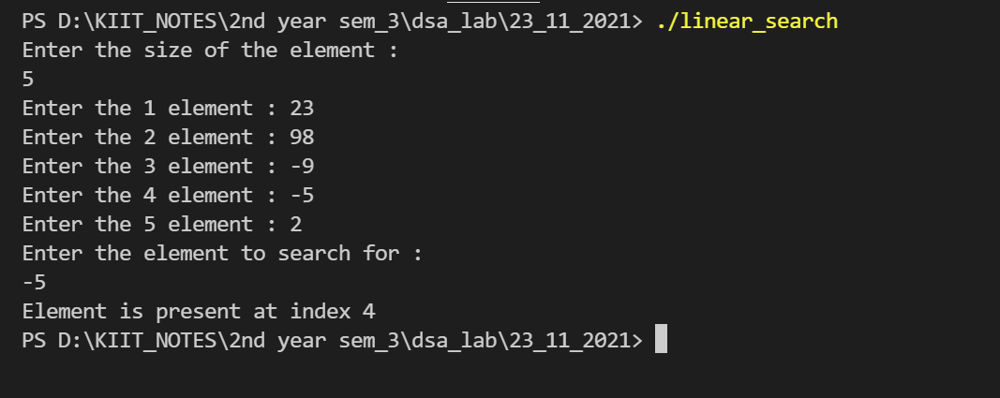 PS D:\KIIT_NOTES\2nd year sem_3\dsa_lab\23_11_2021> ./linear_search
Enter the size of the element :
5
Enter the 1 element : 23
Enter the 2 element : 98
Enter the 3 element : -9
Enter the 4 element : -5
Enter the 5 element : 2
Enter the element to search for :
-5
Element is present at index 4
PS D:\KIIT_NOTES\2nd year sem_3\dsa_lab\23_11_2021>